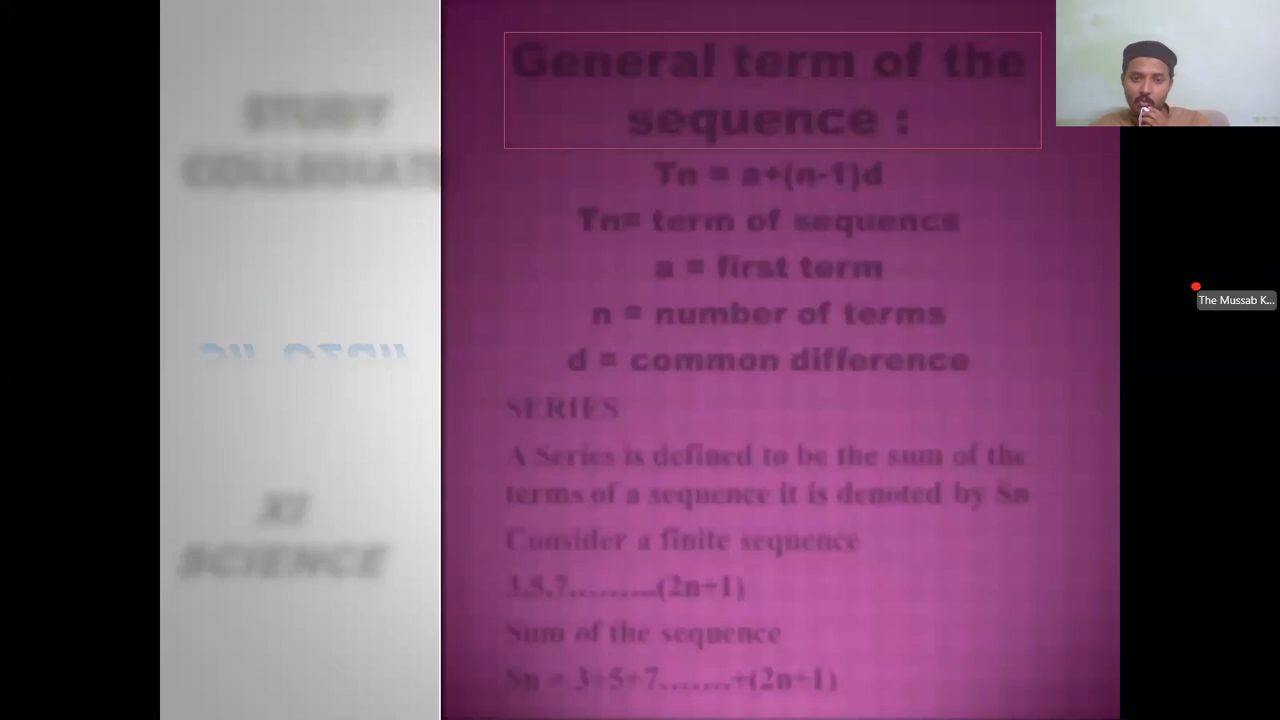 STUDY
COLLEGIATE
XI
SCIENCE
General term of the
sequence :
Tn = a+(n-1)d
Tn= term of sequence
a = first term
n = number of terms
d = common difference
SERIES
A Series is defined to be the sum of the
terms of a sequence it is denoted by Sn
Consider a finite sequence
3,5,7,.........(2n+1)
Sum of the sequence
Sn = 3+5+7.......+(2n+1)
The Mussab K...